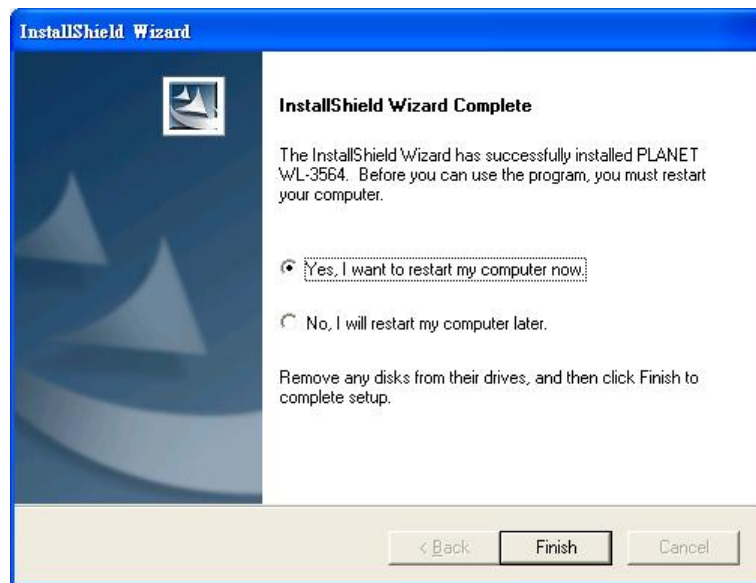 InstallShield Wizard
InstallShield Wizard Complete
The InstallShield Wizard has successfully installed PLANET
WL-3564. Before you can use the program, you must restart
your computer.
Yes, I want to restart my computer now.
No, I will restart my computer later.
Remove any disks from their drives, and then click Finish to
complete setup.
< Back
Finish
Cancel